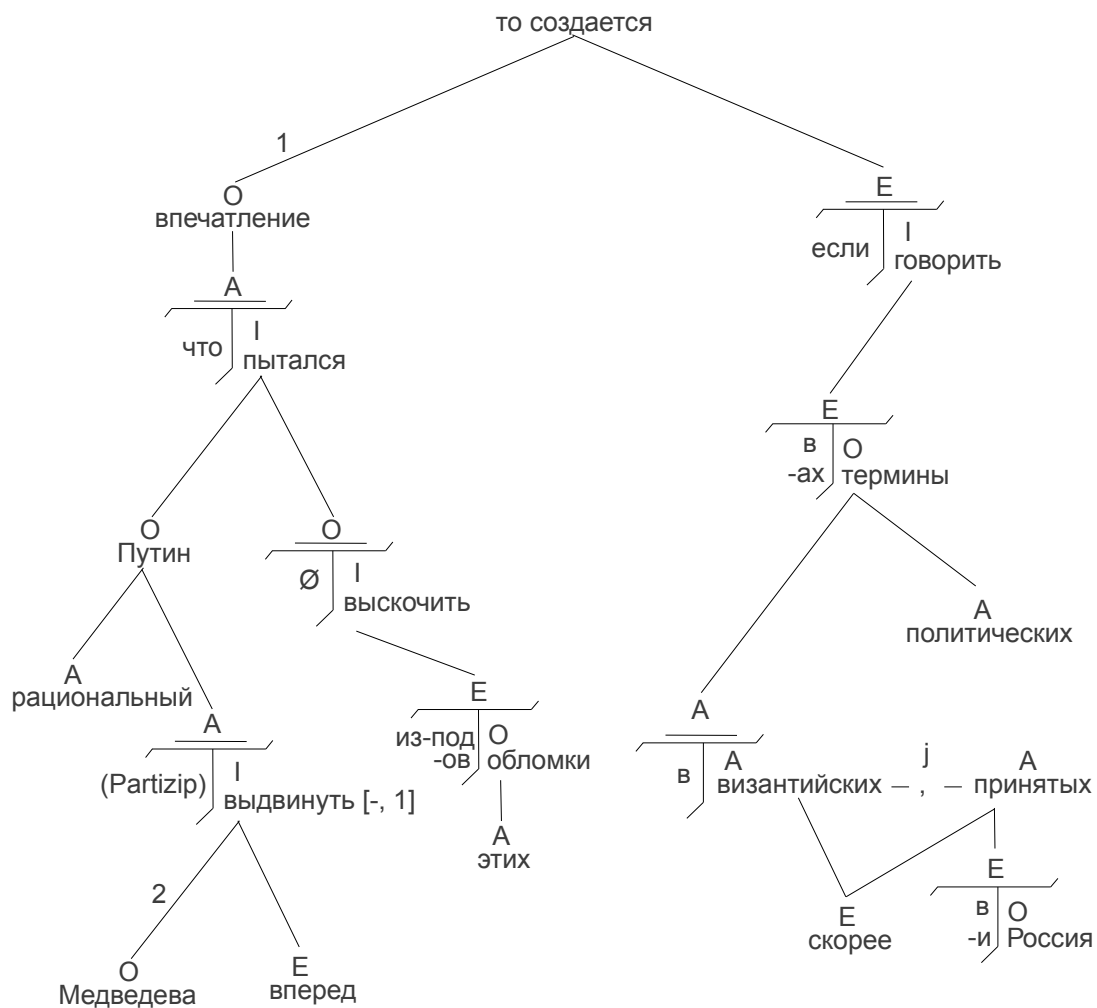 то создается
1
O
впечатление
E
если
I
говорить
A
что
I
пытался
E
в
-ах
O
термины
O
Путин
O
Ø
I
выскочить
A
политических
A
рациональный
A
(Partizip)
I
выдвинуть [-, 1]
E
из-под
-ов
O
обломки
A
этих
A
в
A
византийских
j
— , —
A
принятых
E
скорее
E
в
-и
O
Россия
2
O
Медведева
E
вперед